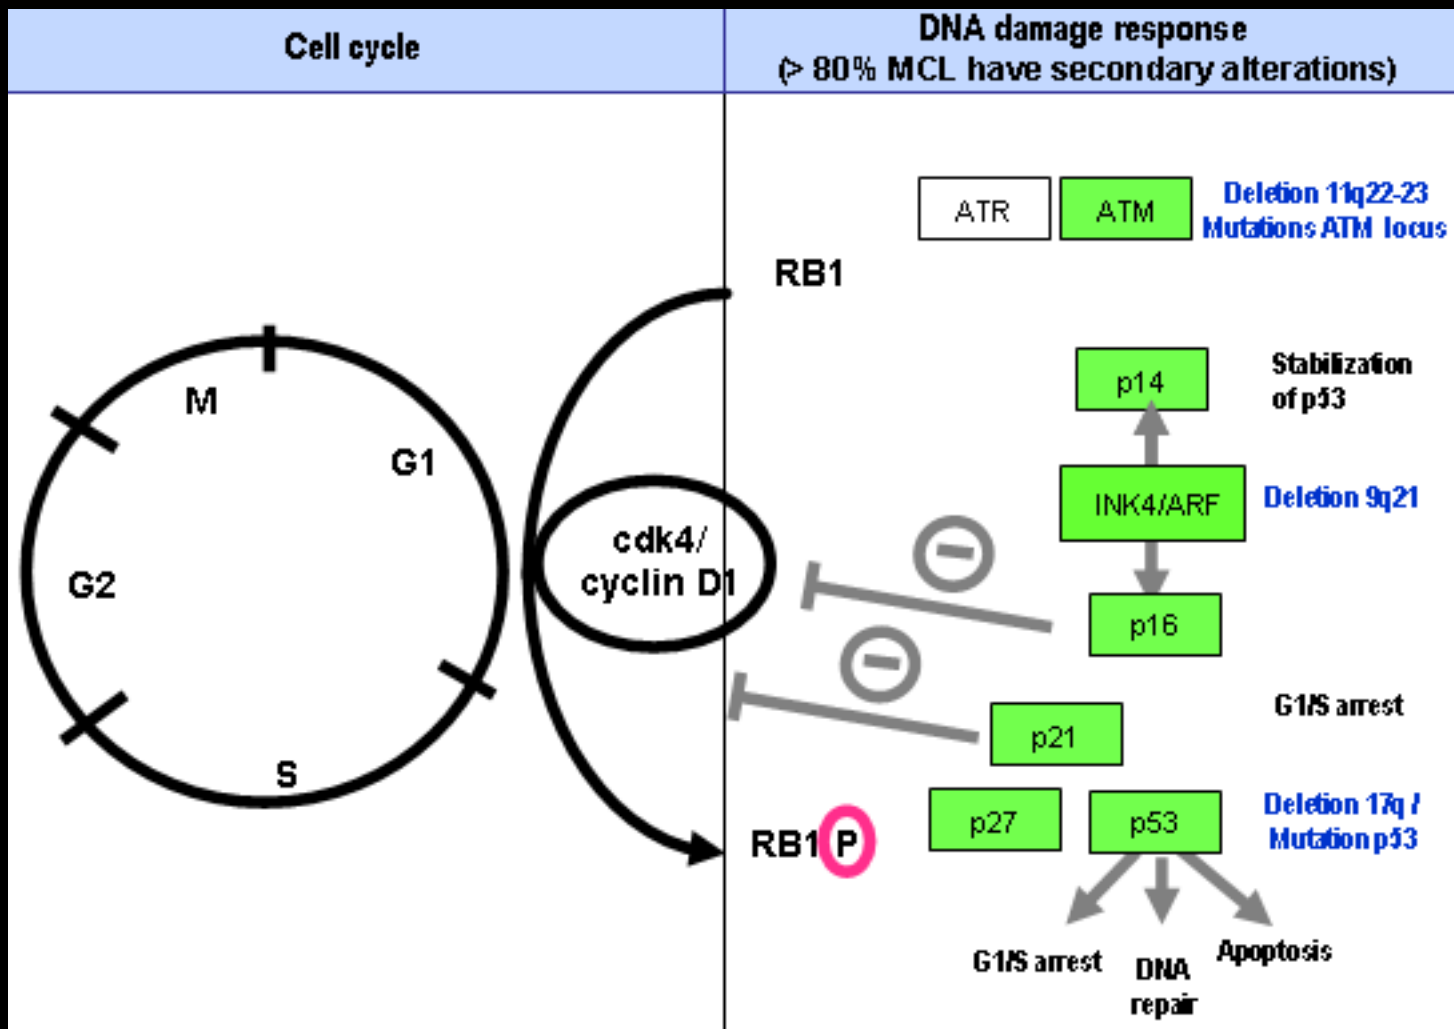 Cell cycle
DNA damage response
(> 80% MCL have secondary alterations)
ATR
ATM
Deletion 11q22-23
Mutations ATM locus
RB1
M
G1
G2
S
cdk4/
cyclin D1
p14
Stabilization
of p53
INK4/ARF
Deletion 9q21
p16
G1/S arrest
p21
RB1 P
p27
p53
Deletion 17q /
Mutation p53
G1/S arrest
DNA
repair
Apoptosis